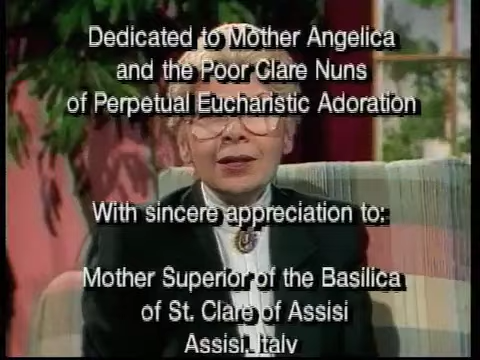 Dedicated to Mother Angelica
and the Poor Clare Nuns
of Perpetual Eucharistic Adoration
With sincere appreciation to:
Mother Superior of the Basilica
of St. Clare of Assisi
Assisi, Italy